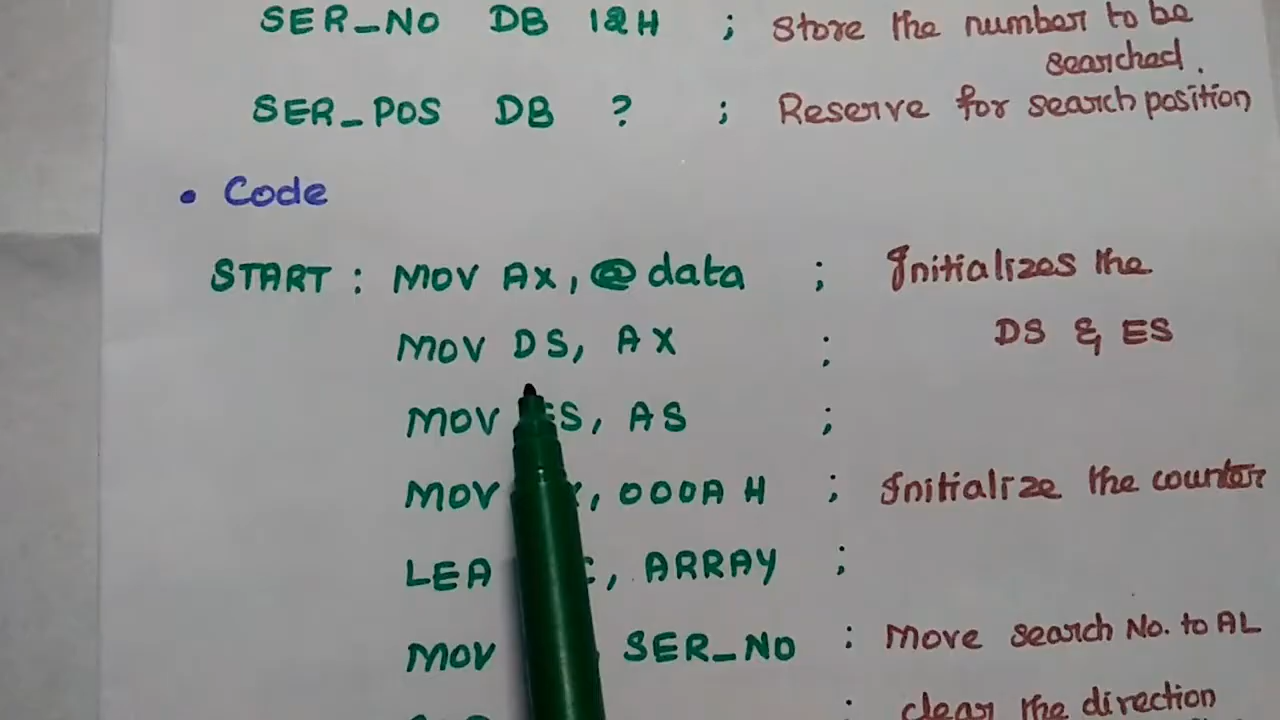 SER_NO DB 12H ; Store the number to be
searched.
SER_POS DB ? ; Reserve for search position
• Code
START : MOV AX, @data ; Initializes the
MOV DS, AX ; DS & ES
MOV ES, AS ;
MOV , 000A H ; Initialize the counter
LEA , ARRAY ;
MOV SER_NO ; Move search No. to AL
; clear the direction